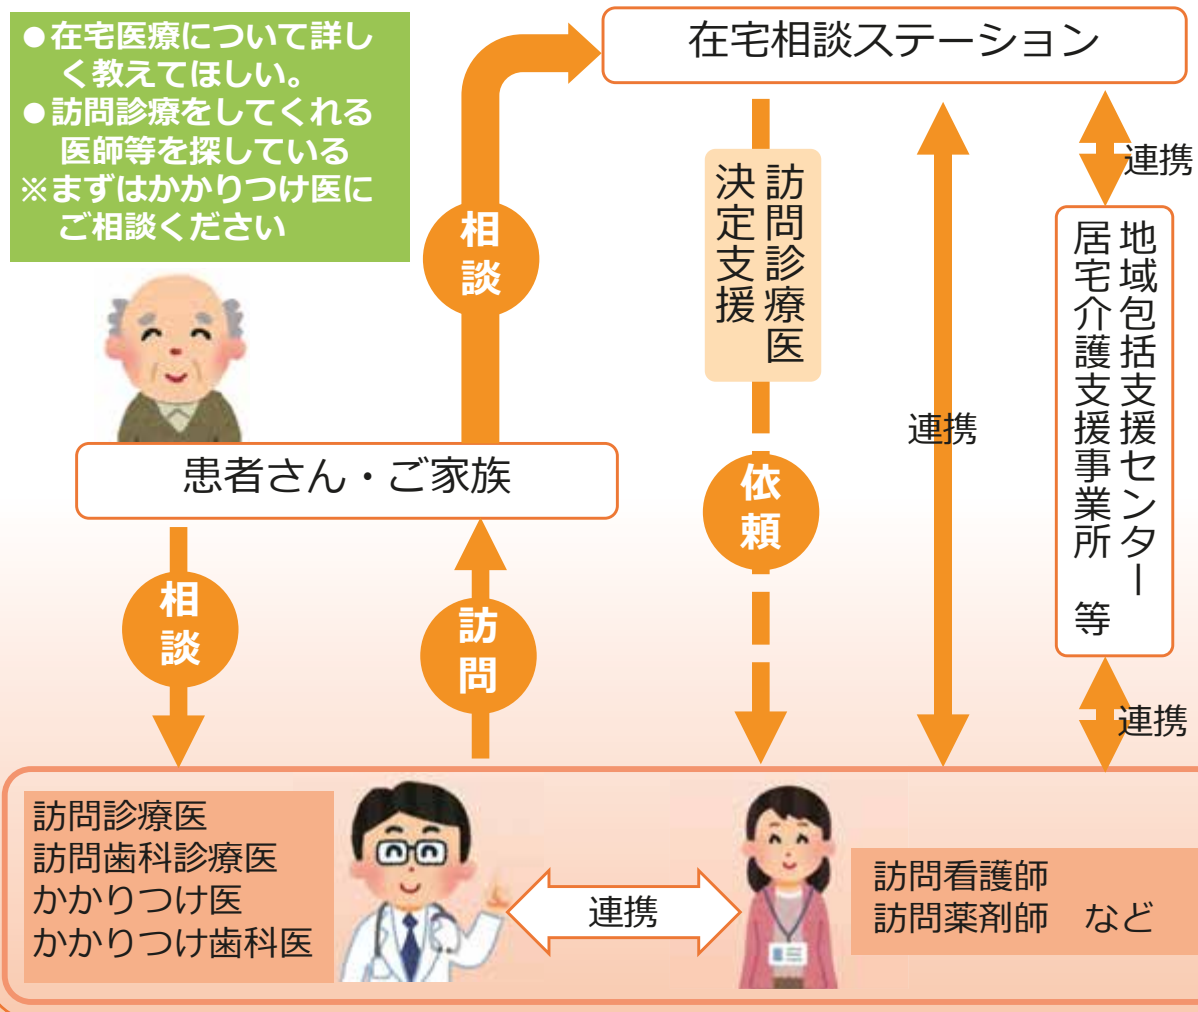 ●在宅医療について詳し
く教えてほしい。
●訪問診療をしてくれる
医師等を探している
※まずはかかりつけ医に
ご相談ください
在宅相談ステーション
相談
訪問診療医
決定支援
連携
地域包括支援センター
居宅介護支援事業所　等
連携
患者さん・ご家族
依頼
相談
訪問
連携
訪問診療医
訪問歯科診療医
かかりつけ医
かかりつけ歯科医
連携
訪問看護師
訪問薬剤師　など